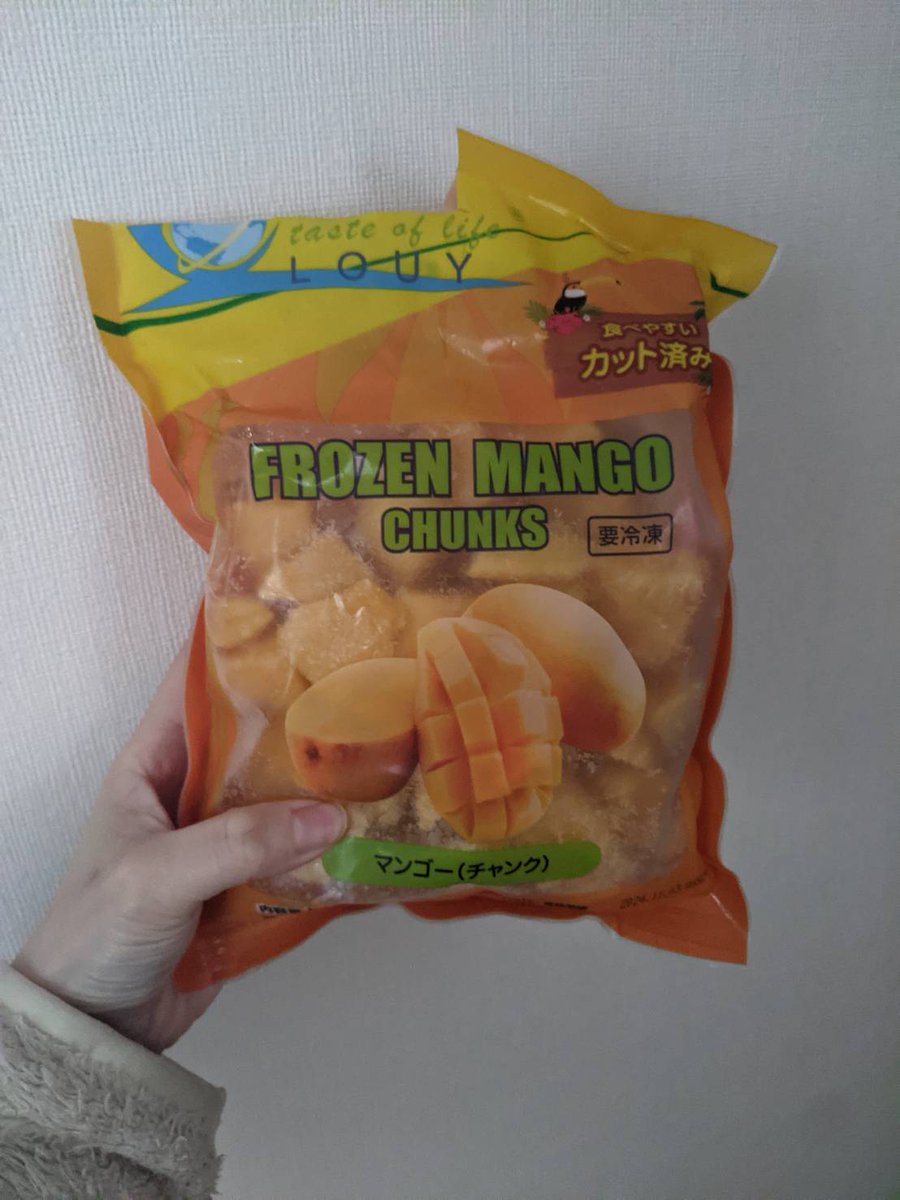 taste of life
LOUY
食べやすい
カット済み
FROZEN MANGO
CHUNKS
要冷凍
マンゴー(チャンク)